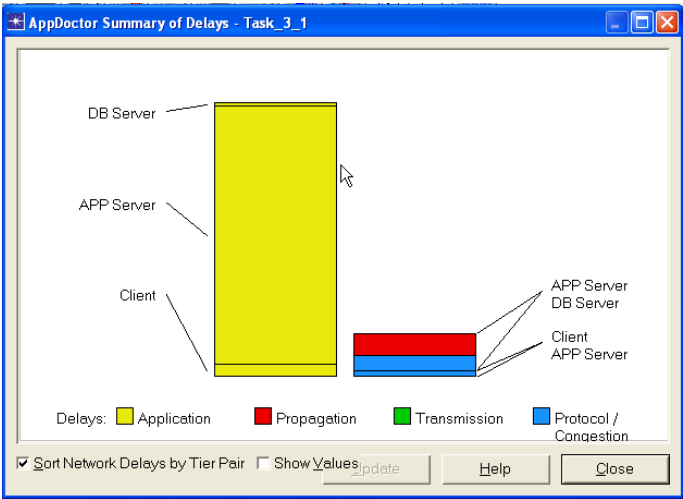 AppDoctor Summary of Delays - Task_3_1
DB Server
APP Server
Client
APP Server
DB Server
Client
APP Server
Delays: Application Propagation Transmission Protocol /
Congestion
Sort Network Delays by Tier Pair Show Values Update Help Close